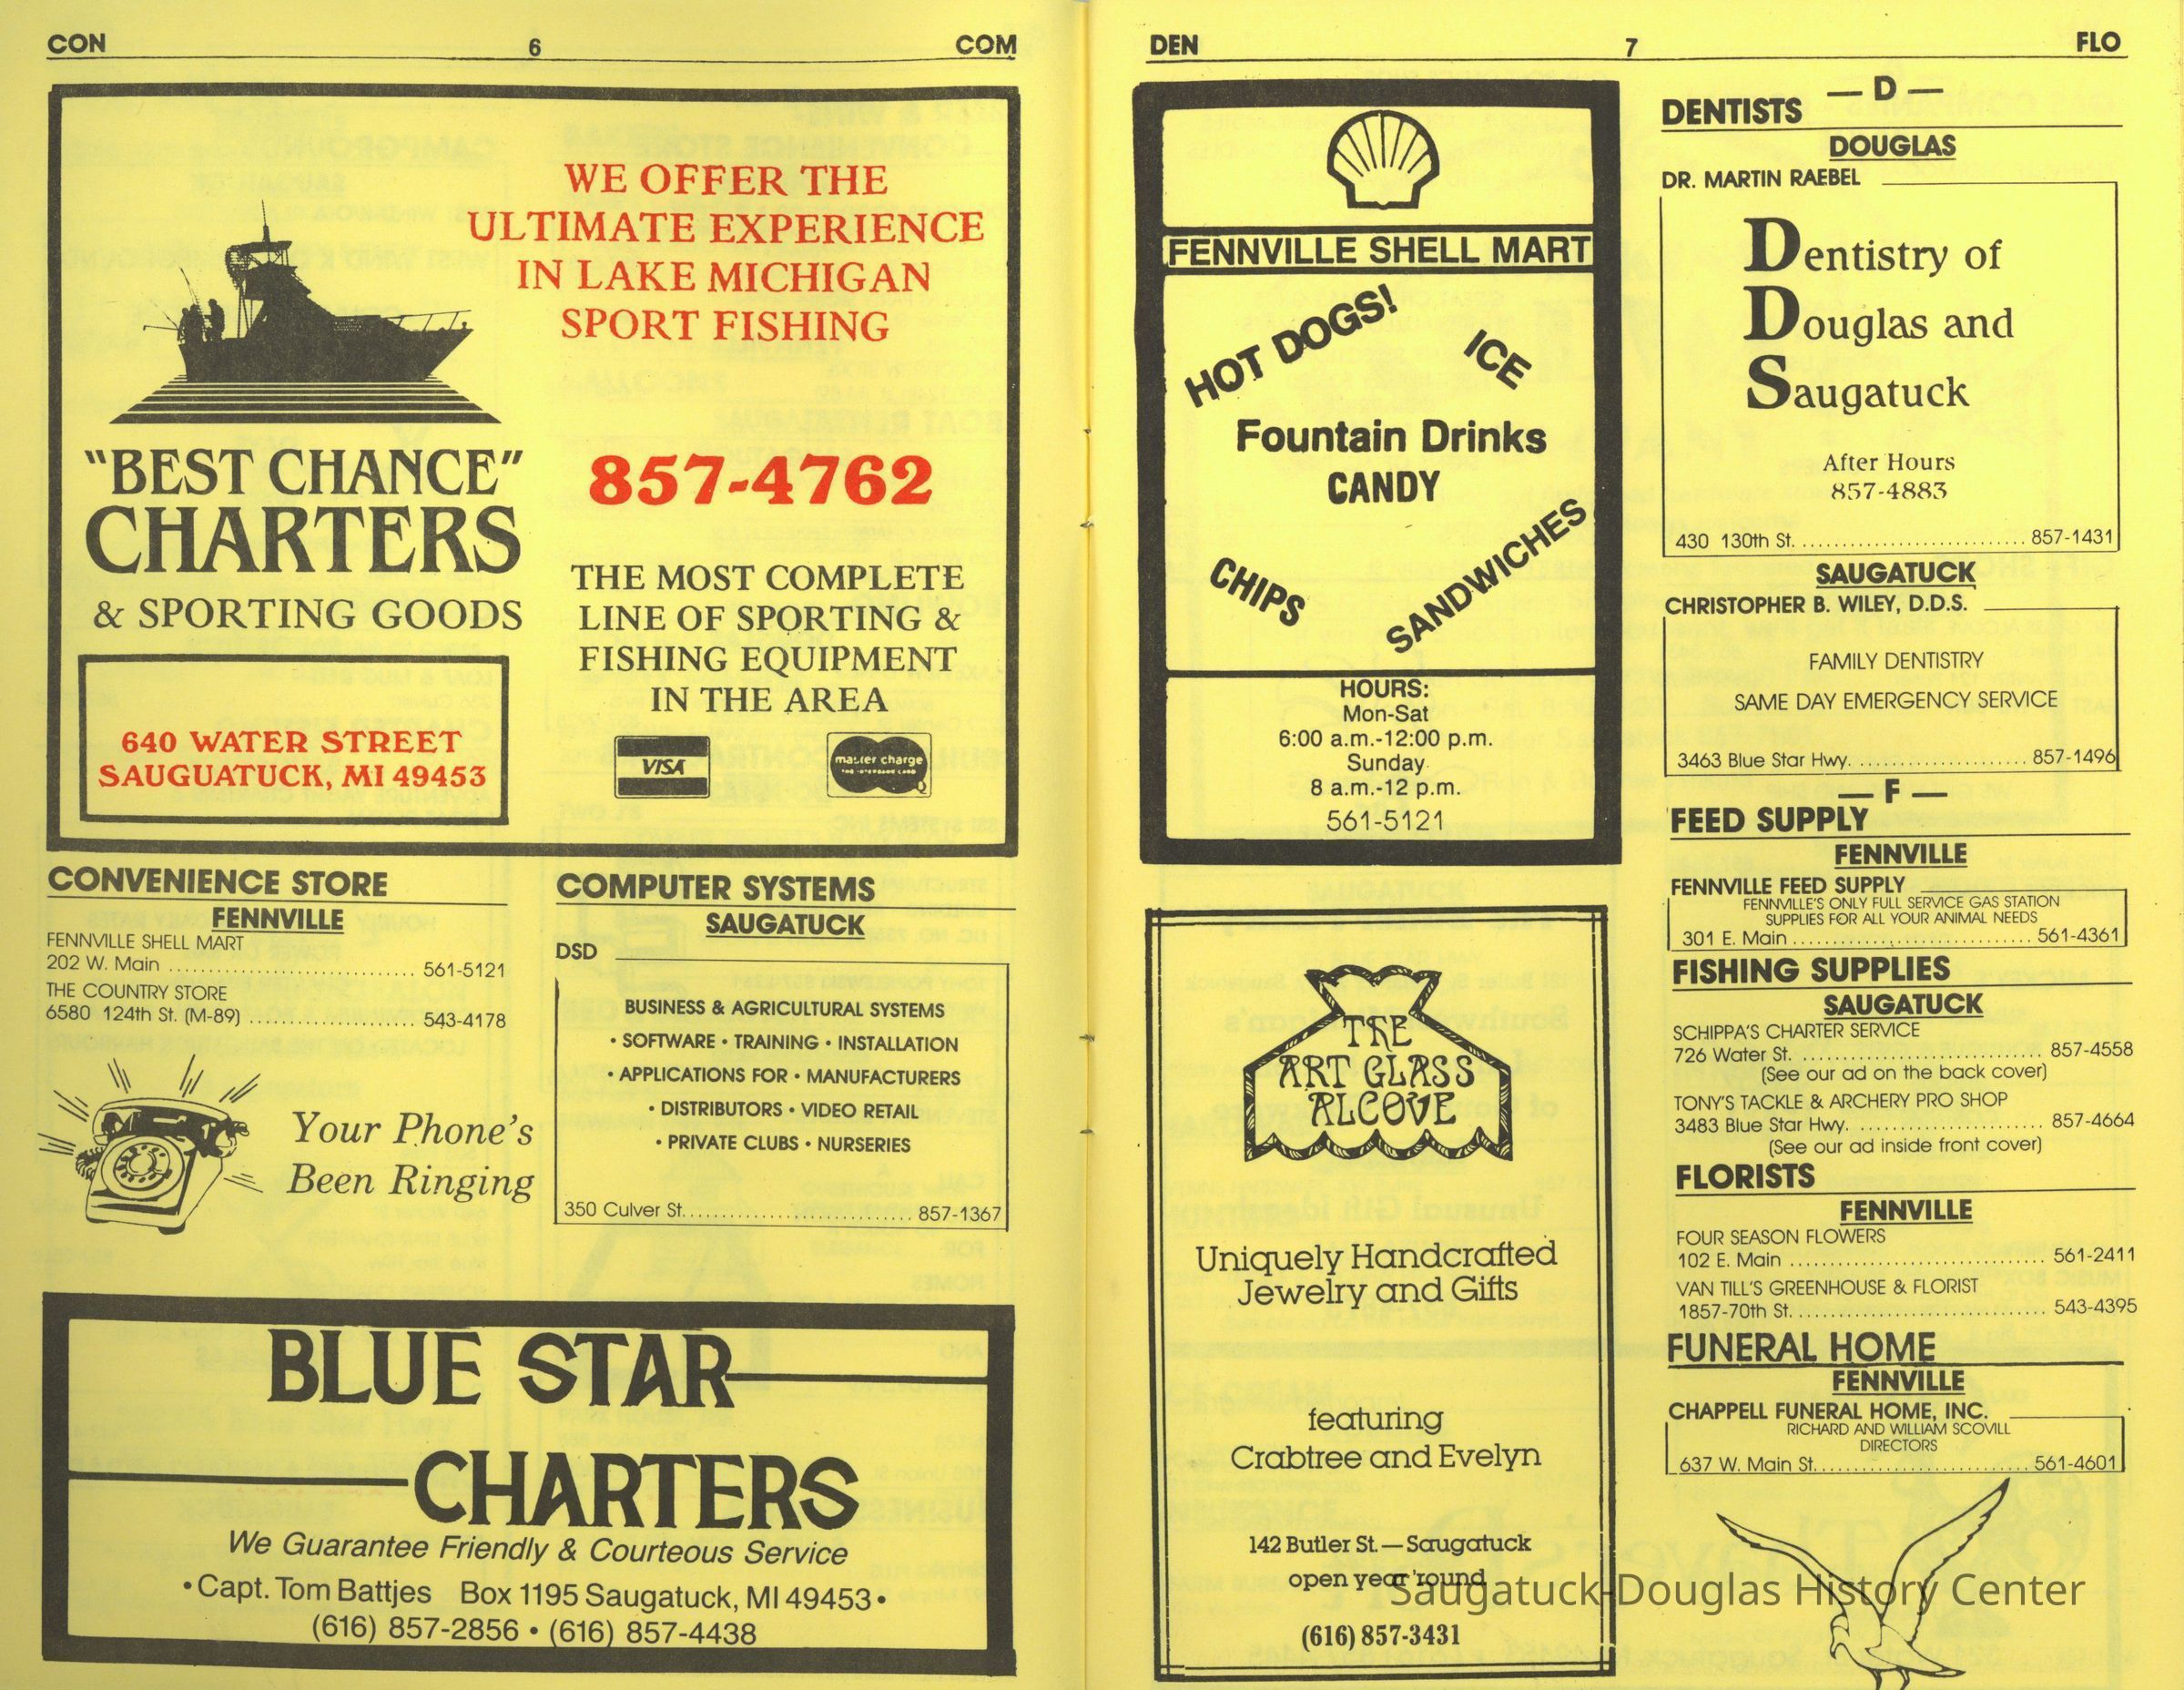 CON 6 COM
WE OFFER THE
ULTIMATE EXPERIENCE
IN LAKE MICHIGAN
SPORT FISHING
"BEST CHANCE"
CHARTERS
& SPORTING GOODS
857-4762
THE MOST COMPLETE
LINE OF SPORTING &
FISHING EQUIPMENT
IN THE AREA
640 WATER STREET
SAUGUATUCK, MI 49453
VISA
master charge
THE INTERBANK CARD
CONVENIENCE STORE
FENNVILLE
FENNVILLE SHELL MART
202 W. Main ........................................ 561-5121
THE COUNTRY STORE
6580 124th St. (M-89) ........................... 543-4178
Your Phone's
Been Ringing
COMPUTER SYSTEMS
SAUGATUCK
DSD
BUSINESS & AGRICULTURAL SYSTEMS
• SOFTWARE • TRAINING • INSTALLATION
• APPLICATIONS FOR • MANUFACTURERS
• DISTRIBUTORS • VIDEO RETAIL
• PRIVATE CLUBS • NURSERIES
350 Culver St...................................... 857-1367
BLUE STAR
CHARTERS
We Guarantee Friendly & Courteous Service
• Capt. Tom Battjes Box 1195 Saugatuck, MI 49453 •
(616) 857-2856 • (616) 857-4438
DEN 7 FLO
FENNVILLE SHELL MART
HOT DOGS!
ICE
Fountain Drinks
CANDY
CHIPS
SANDWICHES
HOURS:
Mon-Sat
6:00 a.m.-12:00 p.m.
Sunday
8 a.m.-12 p.m.
561-5121
THE
ART GLASS
ALCOVE
Uniquely Handcrafted
Jewelry and Gifts
featuring
Crabtree and Evelyn
142 Butler St. — Saugatuck
open year 'round
(616) 857-3431
— D —
DENTISTS
DOUGLAS
DR. MARTIN RAEBEL
Dentistry of
Douglas and
Saugatuck
After Hours
857-4883
430 130th St. ..................................... 857-1431
SAUGATUCK
CHRISTOPHER B. WILEY, D.D.S.
FAMILY DENTISTRY
SAME DAY EMERGENCY SERVICE
3463 Blue Star Hwy. ............................ 857-1496
— F —
FEED SUPPLY
FENNVILLE
FENNVILLE FEED SUPPLY
FENNVILLE'S ONLY FULL SERVICE GAS STATION
SUPPLIES FOR ALL YOUR ANIMAL NEEDS
301 E. Main ....................................... 561-4361
FISHING SUPPLIES
SAUGATUCK
SCHIPPA'S CHARTER SERVICE
726 Water St. ...................................... 857-4558
(See our ad on the back cover)
TONY'S TACKLE & ARCHERY PRO SHOP
3483 Blue Star Hwy. ............................. 857-4664
(See our ad inside front cover)
FLORISTS
FENNVILLE
FOUR SEASON FLOWERS
102 E. Main ......................................... 561-2411
VAN TILL'S GREENHOUSE & FLORIST
1857-70th St. ........................................ 543-4395
FUNERAL HOME
FENNVILLE
CHAPPELL FUNERAL HOME, INC.
RICHARD AND WILLIAM SCOVILL
DIRECTORS
637 W. Main St. ................................... 561-4601
Saugatuck-Douglas History Center